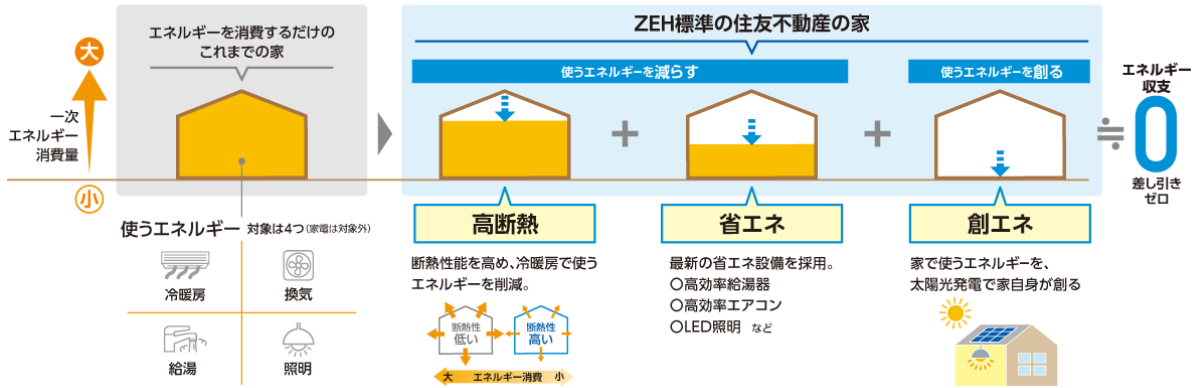 大
一次
エネルギー
消費量
小
エネルギーを消費するだけの
これまでの家
使うエネルギー 対象は4つ(家電は対象外)
冷暖房
換気
給湯
照明
ZEH標準の住友不動産の家
使うエネルギーを減らす
使うエネルギーを創る
+
+
≒
エネルギー
収支
0
差し引き
ゼロ
高断熱
断熱性能を高め、冷暖房で使う
エネルギーを削減。
断熱性
低い
断熱性
高い
大 エネルギー消費 小
省エネ
最新の省エネ設備を採用。
○高効率給湯器
○高効率エアコン
○LED照明 など
創エネ
家で使うエネルギーを、
太陽光発電で家自身が創る